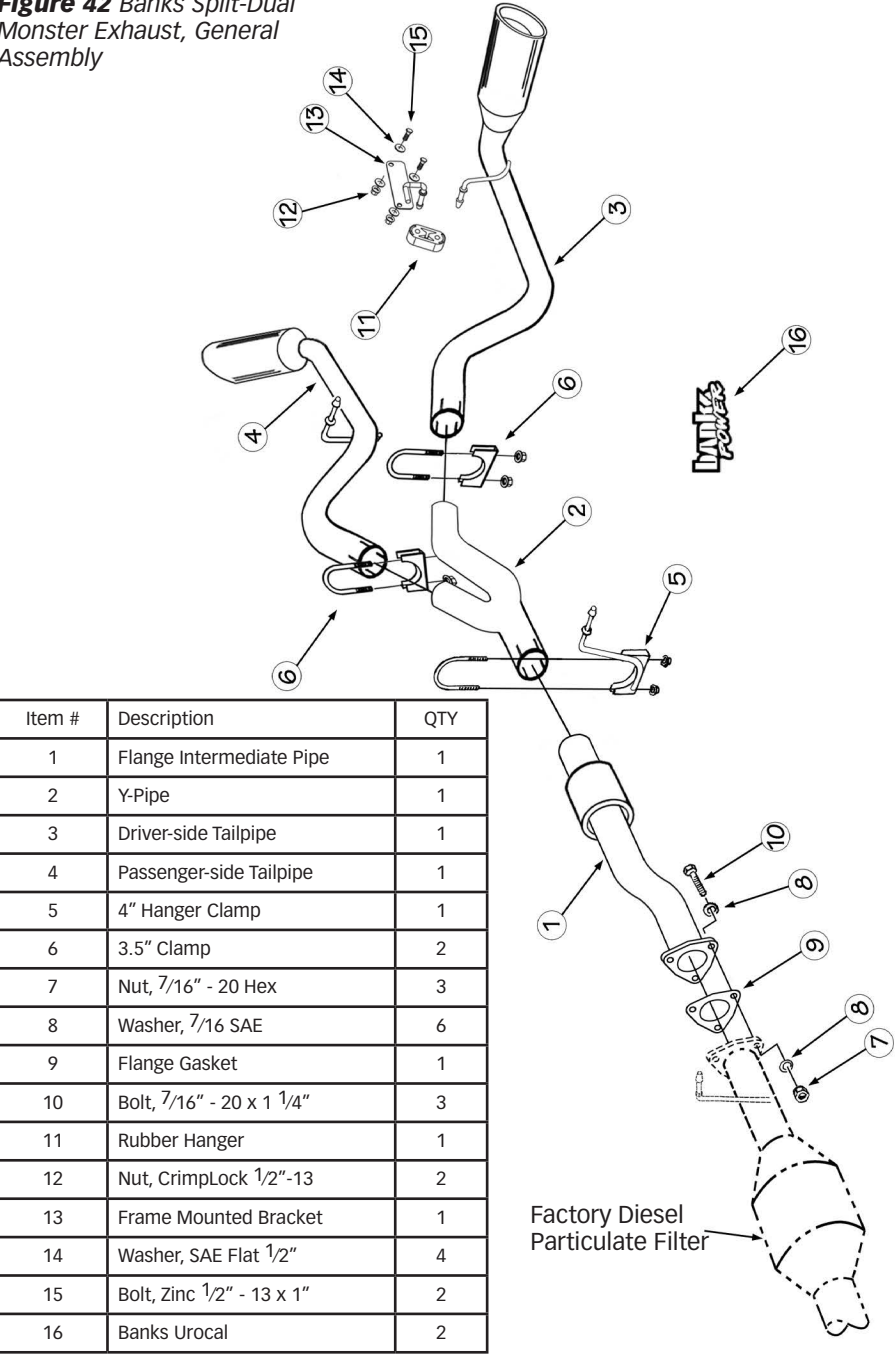 Figure 42 Banks Split-Dual
Monster Exhaust, General
Assembly
15
14
13
12
11
3
4
6
16
2
5
6
banks
POWER
10
8
1
9
8
7
Item # Description QTY
1 Flange Intermediate Pipe 1
2 Y-Pipe 1
3 Driver-side Tailpipe 1
4 Passenger-side Tailpipe 1
5 4" Hanger Clamp 1
6 3.5" Clamp 2
7 Nut, 7/16" - 20 Hex 3
8 Washer, 7/16 SAE 6
9 Flange Gasket 1
10 Bolt, 7/16" - 20 x 1 1/4" 3
11 Rubber Hanger 1
12 Nut, CrimpLock 1/2"-13 2
13 Frame Mounted Bracket 1
14 Washer, SAE Flat 1/2" 4
15 Bolt, Zinc 1/2" - 13 x 1" 2
16 Banks Urocal 2
Factory Diesel
Particulate Filter